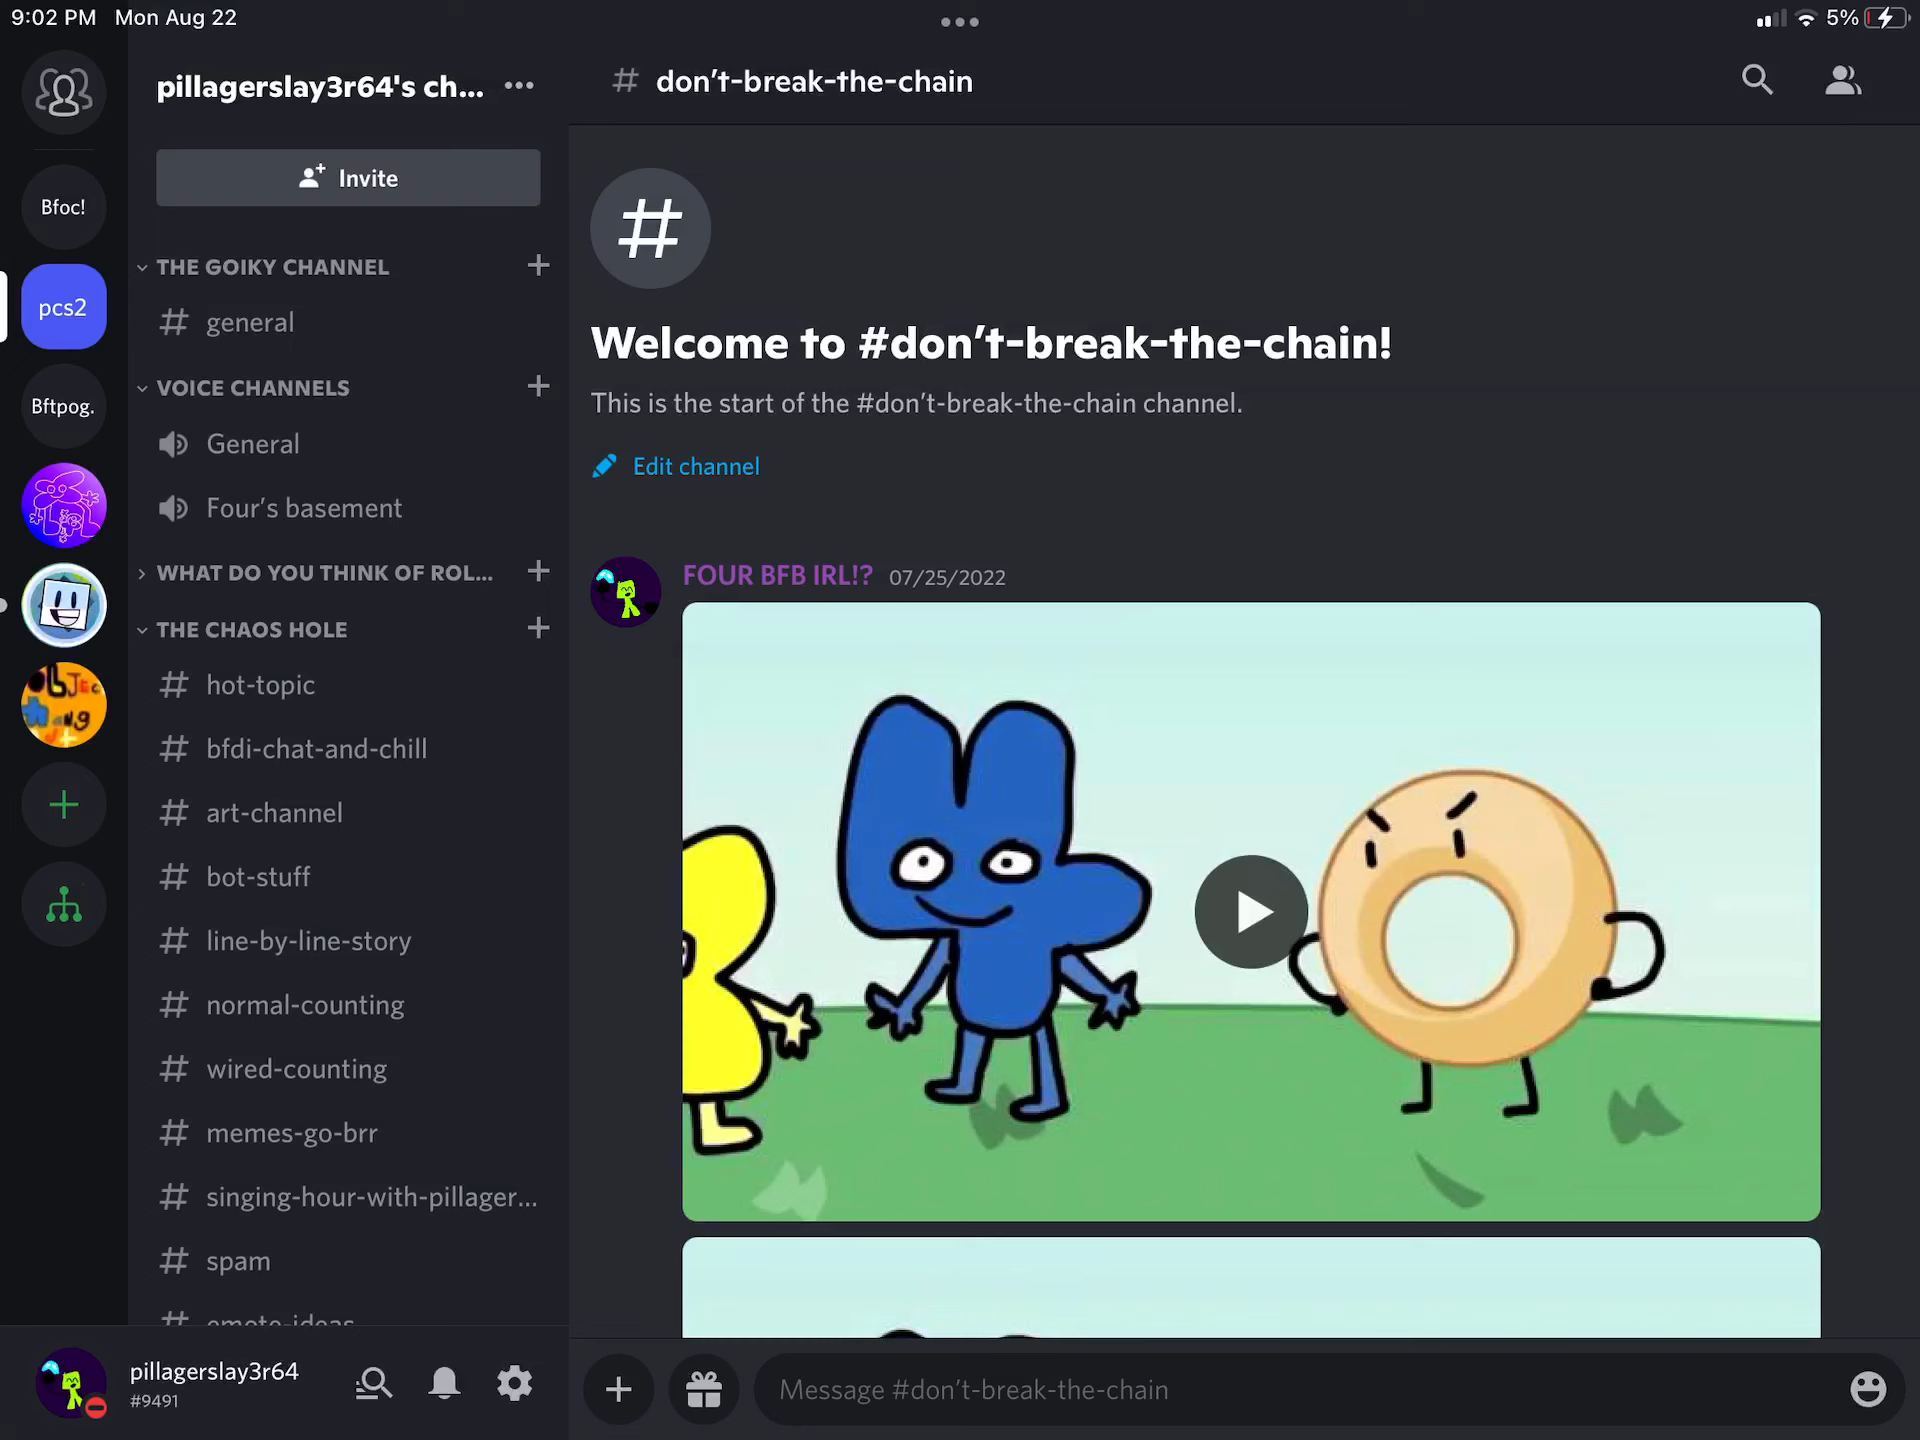 9:02 PM Mon Aug 22
5%
pillagerslay3r64's ch...
# don't-break-the-chain
Invite
Bfoc!
pcs2
Bftpog.
THE GOIKY CHANNEL
# general
VOICE CHANNELS
General
Four's basement
WHAT DO YOU THINK OF ROL...
THE CHAOS HOLE
# hot-topic
# bfdi-chat-and-chill
# art-channel
# bot-stuff
# line-by-line-story
# normal-counting
# wired-counting
# memes-go-brr
# singing-hour-with-pillager...
# spam
# emote-ideas
pillagerslay3r64
#9491
#
Welcome to #don't-break-the-chain!
This is the start of the #don't-break-the-chain channel.
Edit channel
FOUR BFB IRL!? 07/25/2022
Message #don't-break-the-chain